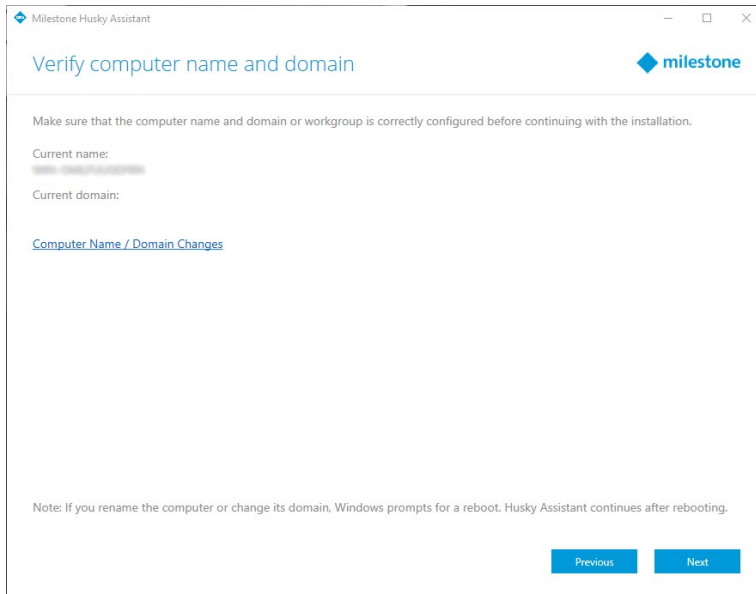 Milestone Husky Assistant
Verify computer name and domain
milestone
Make sure that the computer name and domain or workgroup is correctly configured before continuing with the installation.
Current name:
Current domain:
Computer Name / Domain Changes
Note: If you rename the computer or change its domain, Windows prompts for a reboot. Husky Assistant continues after rebooting.
Previous
Next